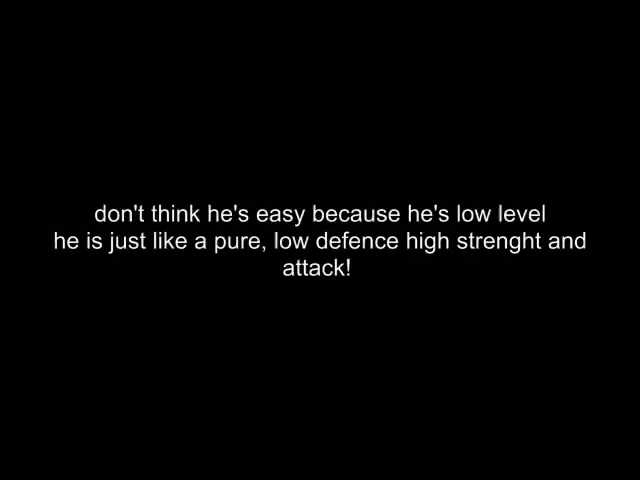 don't think he's easy because he's low level
he is just like a pure, low defence high strenght and
attack!